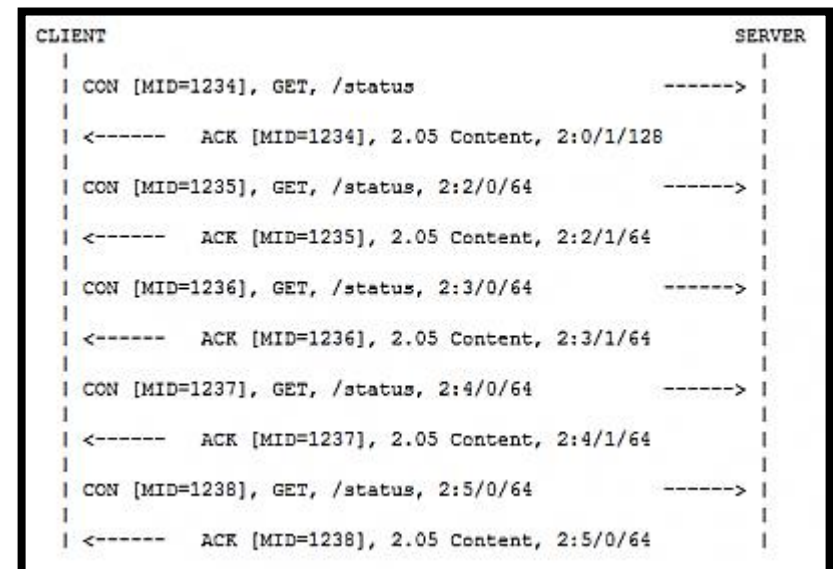 CLIENT SERVER
| |
| CON [MID=1234], GET, /status ------> |
| |
| <------ ACK [MID=1234], 2.05 Content, 2:0/1/128 |
| |
| CON [MID=1235], GET, /status, 2:2/0/64 ------> |
| |
| <------ ACK [MID=1235], 2.05 Content, 2:2/1/64 |
| |
| CON [MID=1236], GET, /status, 2:3/0/64 ------> |
| |
| <------ ACK [MID=1236], 2.05 Content, 2:3/1/64 |
| |
| CON [MID=1237], GET, /status, 2:4/0/64 ------> |
| |
| <------ ACK [MID=1237], 2.05 Content, 2:4/1/64 |
| |
| CON [MID=1238], GET, /status, 2:5/0/64 ------> |
| |
| <------ ACK [MID=1238], 2.05 Content, 2:5/0/64 |